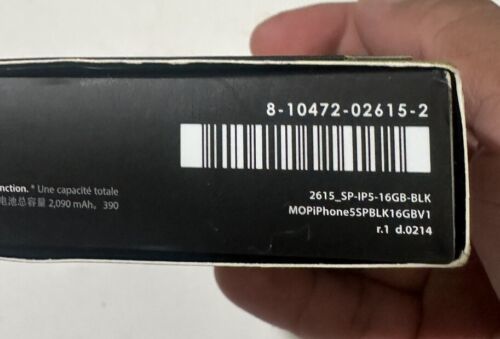 8-10472-02615-2
nction. * Une capacité totale
电池总容量 2,090 mAh。390
2615_SP-IP5-16GB-BLK
MOPiPhone5SPBLK16GBV1
r.1 d.0214